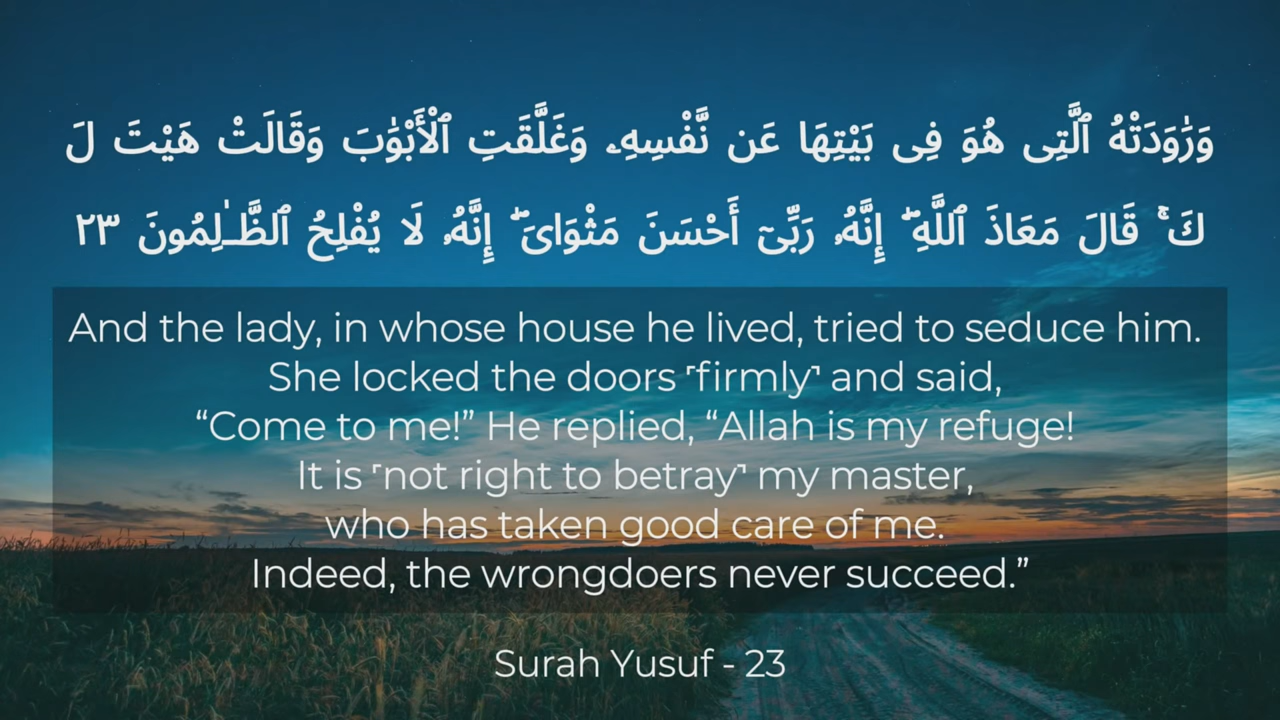 وَرَٰوَدَتْهُ ٱلَّتِى هُوَ فِى بَيْتِهَا عَن نَّفْسِهِۦ وَغَلَّقَتِ ٱلْأَبْوَٰبَ وَقَالَتْ هَيْتَ لَ
كَ ۚ قَالَ مَعَاذَ ٱللَّهِ ۖ إِنَّهُۥ رَبِّىٓ أَحْسَنَ مَثْوَاىَ ۖ إِنَّهُۥ لَا يُفْلِحُ ٱلظَّـٰلِمُونَ ٢٣
And the lady, in whose house he lived, tried to seduce him.
She locked the doors ˹firmly˺ and said,
“Come to me!” He replied, “Allah is my refuge!
It is ˹not right to betray˺ my master,
who has taken good care of me.
Indeed, the wrongdoers never succeed.”
Surah Yusuf - 23